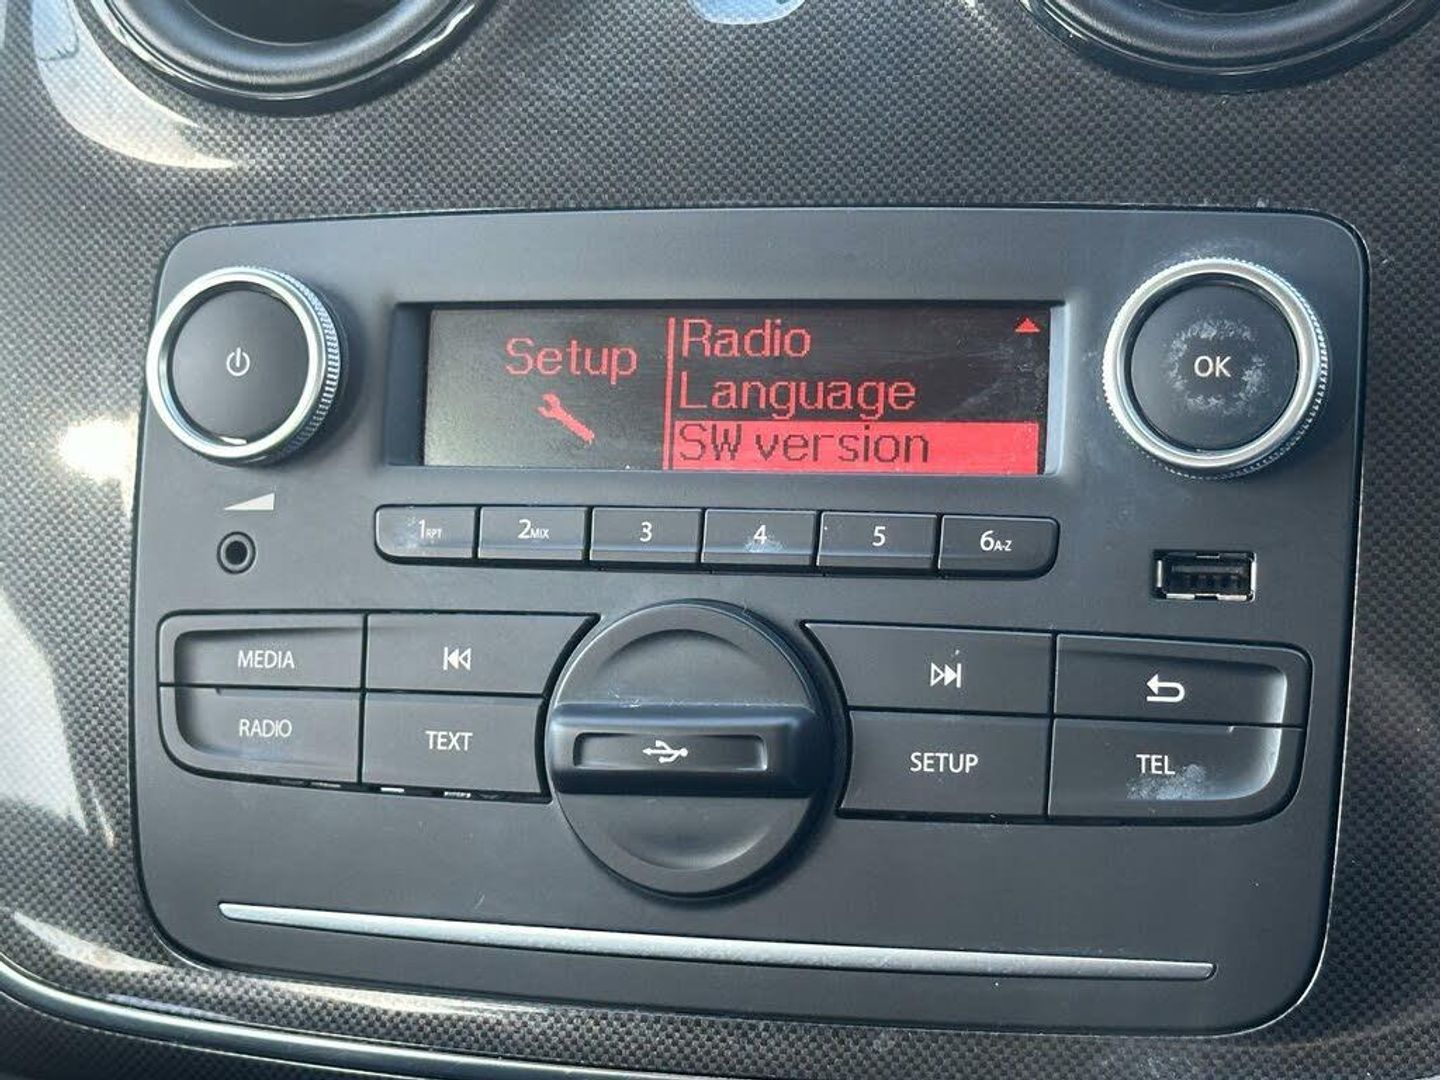 Setup
Radio
Language
SW version
OK
1RPT 2MIX 3 4 5 6A-Z
MEDIA
RADIO TEXT SETUP TEL